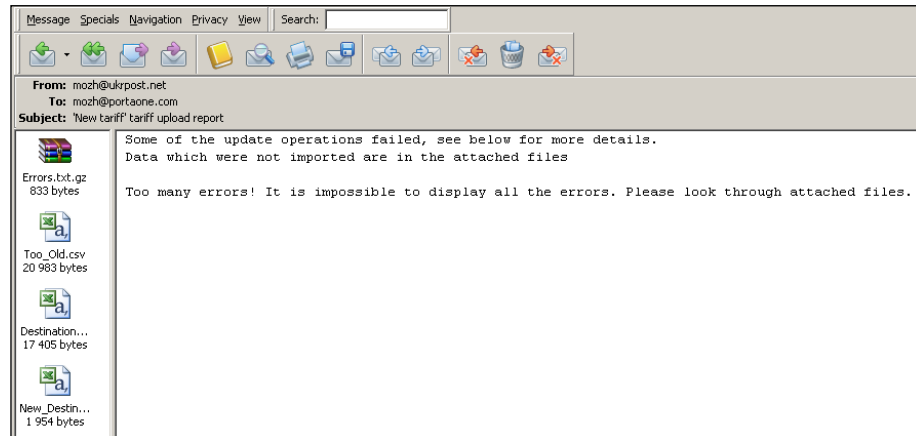 Message Specials Navigation Privacy View Search:
From: mozh@ukrpost.net
To: mozh@portaone.com
Subject: 'New tariff' tariff upload report
Errors.txt.gz
833 bytes
Too_Old.csv
20 983 bytes
Destination...
17 405 bytes
New_Destin...
1 954 bytes
Some of the update operations failed, see below for more details.
Data which were not imported are in the attached files
Too many errors! It is impossible to display all the errors. Please look through attached files.